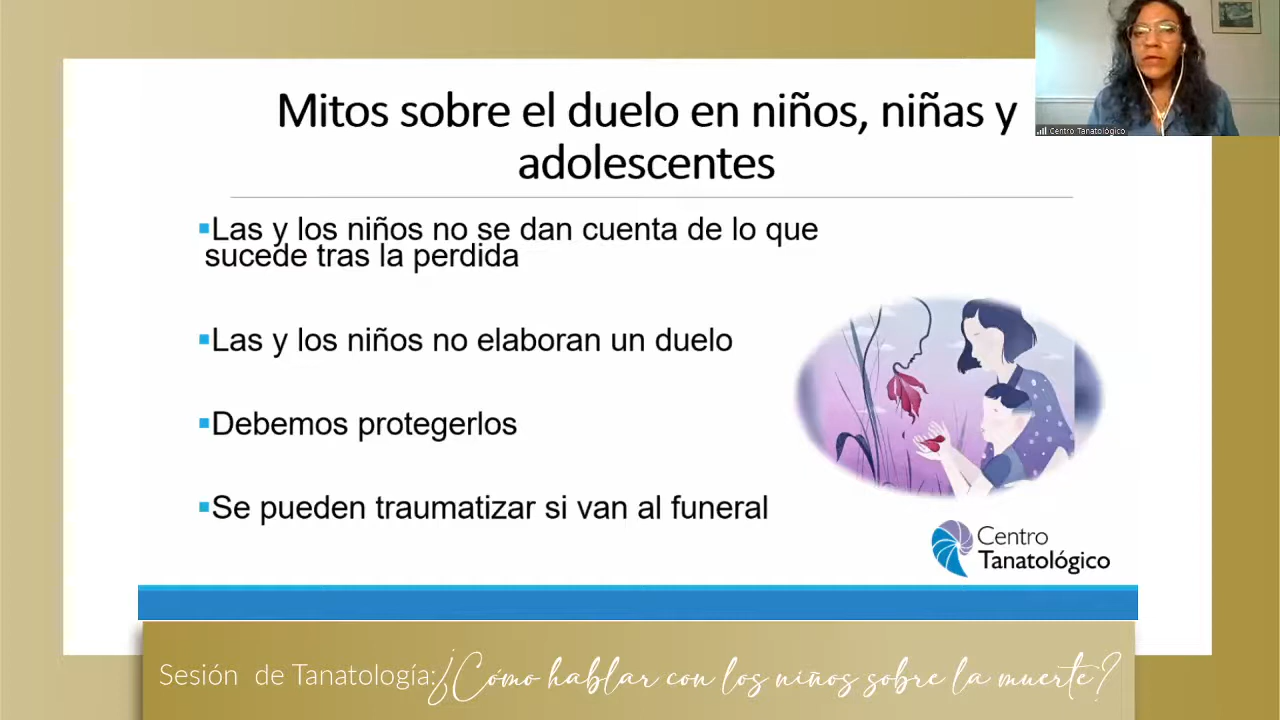 Mitos sobre el duelo en niños, niñas y
adolescentes
Centro Tanatológico
▪Las y los niños no se dan cuenta de lo que
sucede tras la perdida
▪Las y los niños no elaboran un duelo
▪Debemos protegerlos
▪Se pueden traumatizar si van al funeral
Centro
Tanatológico
Sesión de Tanatología:¿Cómo hablar con los niños sobre la muerte?